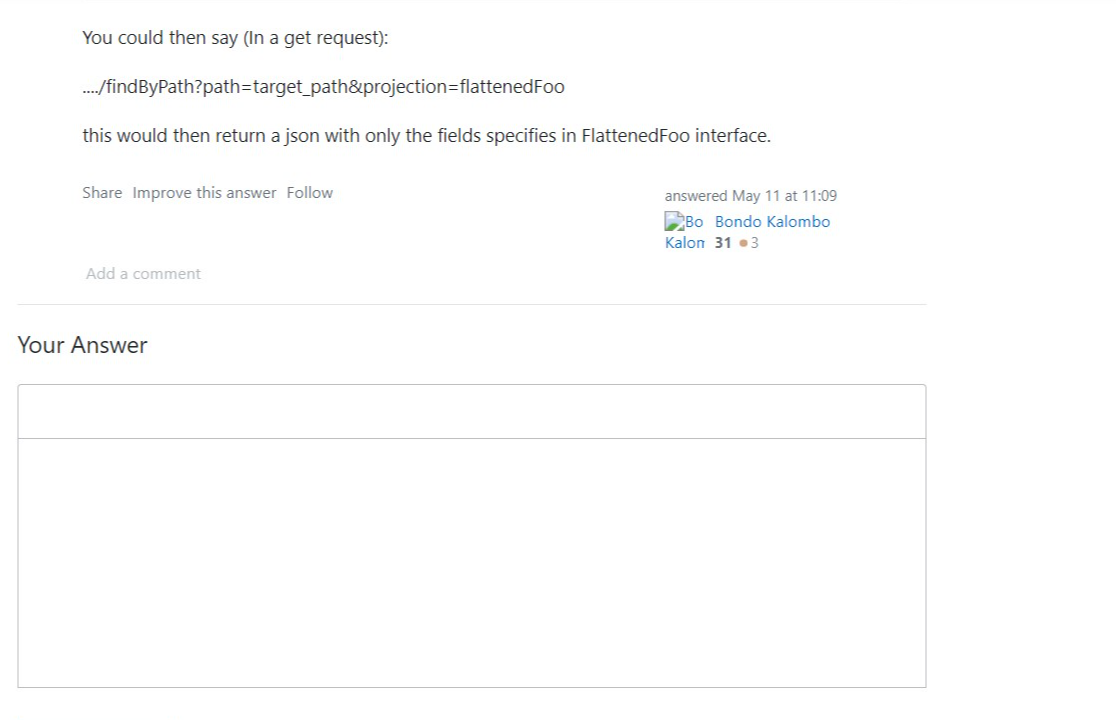 You could then say (In a get request):
..../findByPath?path=target_path&projection=flattenedFoo
this would then return a json with only the fields specifies in FlattenedFoo interface.
Share Improve this answer Follow
answered May 11 at 11:09
Bo Bondo Kalombo
Kalom 31 3
Add a comment
Your Answer